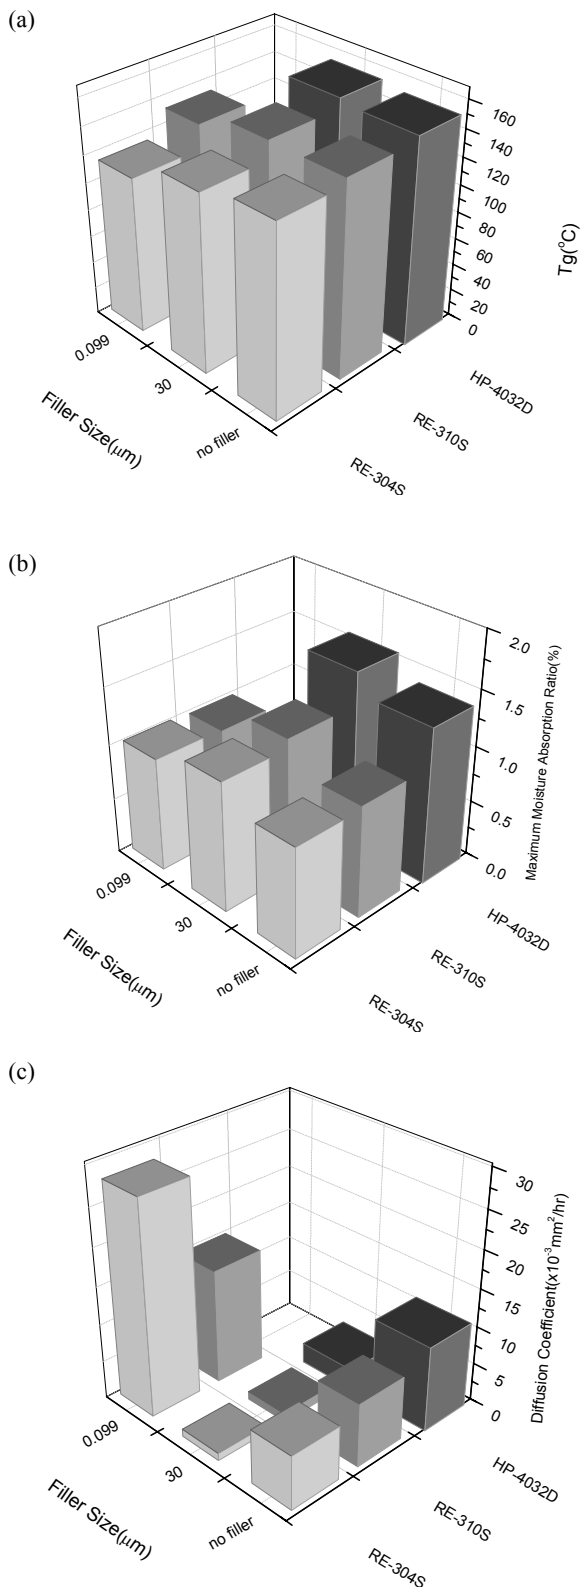 (a)
160
140
120
100
80
60
40
20
0
Tg(°C)
0.099
30
no filler
Filler Size(μm)
HP-4032D
RE-310S
RE-304S
(b)
2.0
1.5
1.0
0.5
0.0
Maximum Moisture Absorption Ratio(%)
0.099
30
no filler
Filler Size(μm)
HP-4032D
RE-310S
RE-304S
(c)
30
25
20
15
10
5
0
Diffusion Coefficient(x10⁻³mm²/hr)
0.099
30
no filler
Filler Size(μm)
HP-4032D
RE-310S
RE-304S